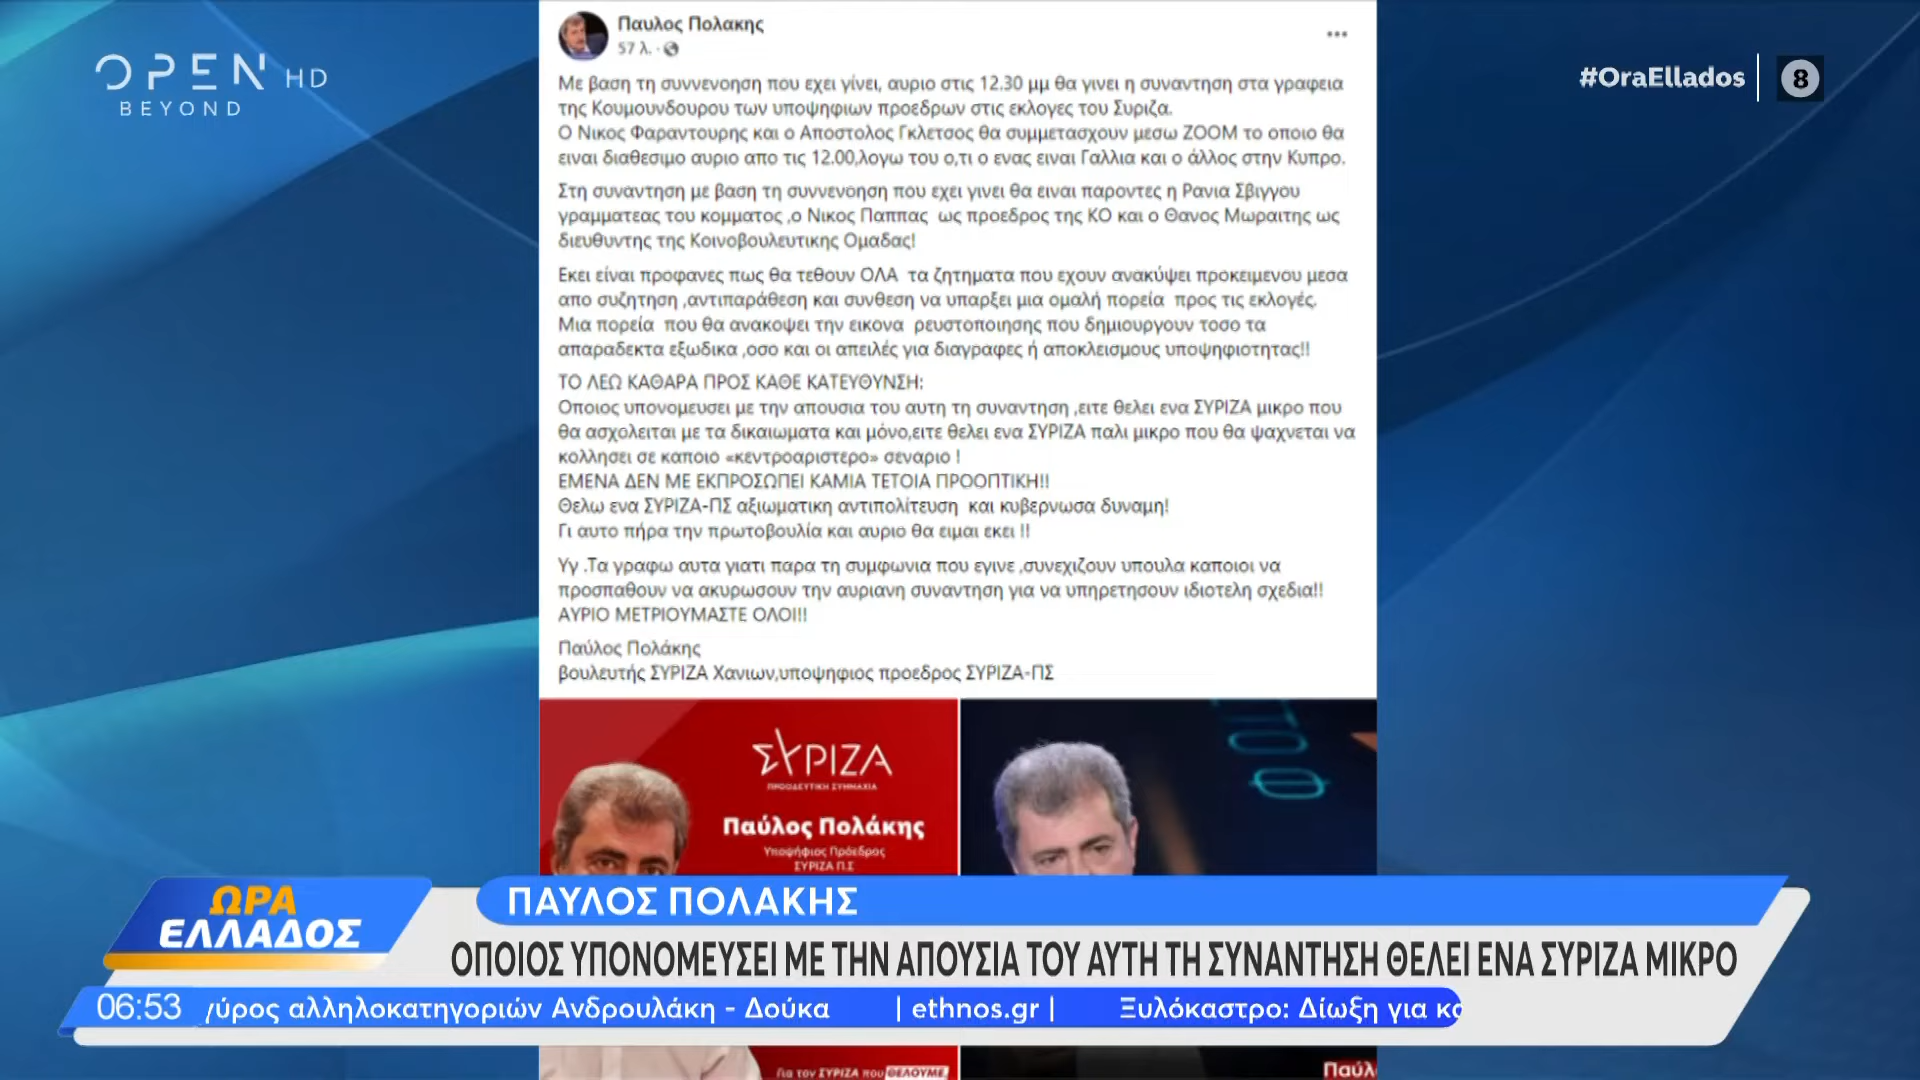 OPEN HD
BEYOND
#OraEllados
8
Παυλος Πολακης
57 λ. ·
Με βαση τη συννενοηση που εχει γίνει, αυριο στις 12.30 μμ θα γινει η συναντηση στα γραφεια
της Κουμουνδουρου των υποψηφιων προεδρων στις εκλογες του Συριζα.
Ο Νικος Φαραντουρης και ο Αποστολος Γκλετσος θα συμμετασχουν μεσω ZOOM το οποιο θα
ειναι διαθεσιμο αυριο απο τις 12.00,λογω του ο,τι ο ενας ειναι Γαλλια και ο άλλος στην Κυπρο.
Στη συναντηση με βαση τη συννενοηση που εχει γινει θα ειναι παροντες η Ρανια Σβιγγου
γραμματεας του κομματος ,ο Νικος Παππας ως προεδρος της ΚΟ και ο Θανος Μωραιτης ως
διευθυντης της Κοινοβουλευτικης Ομαδας!
Εκει είναι προφανες πως θα τεθουν ΟΛΑ τα ζητηματα που εχουν ανακύψει προκειμενου μεσα
απο συζητηση ,αντιπαράθεση και συνθεση να υπαρξει μια ομαλή πορεία προς τις εκλογές.
Μια πορεία που θα ανακοψει την εικονα ρευστοποιησης που δημιουργουν τοσο τα
απαραδεκτα εξωδικα ,οσο και οι απειλές για διαγραφες ή αποκλεισμους υποψηφιοτητας!!
ΤΟ ΛΕΩ ΚΑΘΑΡΑ ΠΡΟΣ ΚΑΘΕ ΚΑΤΕΥΘΥΝΣΗ:
Οποιος υπονομευσει με την απουσια του αυτη τη συναντηση ,ειτε θελει ενα ΣΥΡΙΖΑ μικρο που
θα ασχολειται με τα δικαιωματα και μόνο,ειτε θελει ενα ΣΥΡΙΖΑ παλι μικρο που θα ψαχνεται να
κολλησει σε καποιο «κεντροαριστερο» σεναριο !
ΕΜΕΝΑ ΔΕΝ ΜΕ ΕΚΠΡΟΣΩΠΕΙ ΚΑΜΙΑ ΤΕΤΟΙΑ ΠΡΟΟΠΤΙΚΗ!!
Θελω ενα ΣΥΡΙΖΑ-ΠΣ αξιωματικη αντιπολίτευση και κυβερνωσα δυναμη!
Γι αυτο πήρα την πρωτοβουλία και αυριο θα ειμαι εκει !!
Υγ .Τα γραφω αυτα γιατι παρα τη συμφωνια που εγινε ,συνεχιζουν υπουλα καποιοι να
προσπαθουν να ακυρωσουν την αυριανη συναντηση για να υπηρετησουν ιδιοτελη σχεδια!!
ΑΥΡΙΟ ΜΕΤΡΙΟΥΜΑΣΤΕ ΟΛΟΙ!!!
Παύλος Πολάκης
βουλευτής ΣΥΡΙΖΑ Χανιων,υποψηφιος προεδρος ΣΥΡΙΖΑ-ΠΣ
ΣΥΡΙΖΑ
ΠΡΟΟΔΕΥΤΙΚΗ ΣΥΜΜΑΧΙΑ
Παύλος Πολάκης
Υποψήφιος Πρόεδρος
ΣΥΡΙΖΑ Π.Σ
ΩΡΑ
ΕΛΛΑΔΟΣ
ΠΑΥΛΟΣ ΠΟΛΑΚΗΣ
ΟΠΟΙΟΣ ΥΠΟΝΟΜΕΥΣΕΙ ΜΕ ΤΗΝ ΑΠΟΥΣΙΑ ΤΟΥ ΑΥΤΗ ΤΗ ΣΥΝΑΝΤΗΣΗ ΘΕΛΕΙ ΕΝΑ ΣΥΡΙΖΑ ΜΙΚΡΟ
06:53 γύρος αλληλοκατηγοριών Ανδρουλάκη - Δούκα | ethnos.gr | Ξυλόκαστρο: Δίωξη για κα
Για τον ΣΥΡΙΖΑ που ΘΕΛΟΥΜΕ
Παύλ